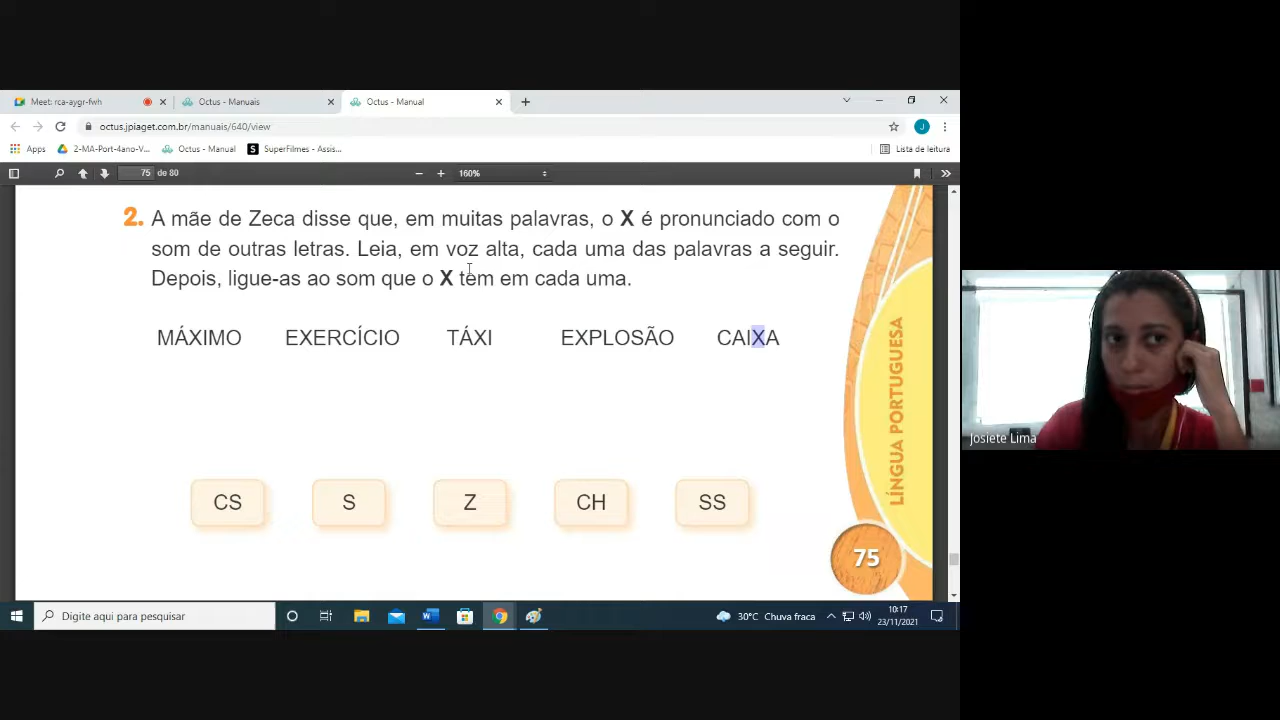 Meet: rca-aygr-fwh
Octus - Manuais
Octus - Manual
octus.jpiaget.com.br/manuais/640/view
J
Apps
2-MA-Port-4ano-V...
Octus - Manual
S
SuperFilmes - Assis...
Lista de leitura
75 de 80
160%
2. A mãe de Zeca disse que, em muitas palavras, o X é pronunciado com o
som de outras letras. Leia, em voz alta, cada uma das palavras a seguir.
Depois, ligue-as ao som que o X tem em cada uma.
MÁXIMO EXERCÍCIO TÁXI EXPLOSÃO CAIXA
CS S Z CH SS
LÍNGUA PORTUGUESA
75
Josiete Lima
Digite aqui para pesquisar
30°C Chuva fraca
10:17
23/11/2021